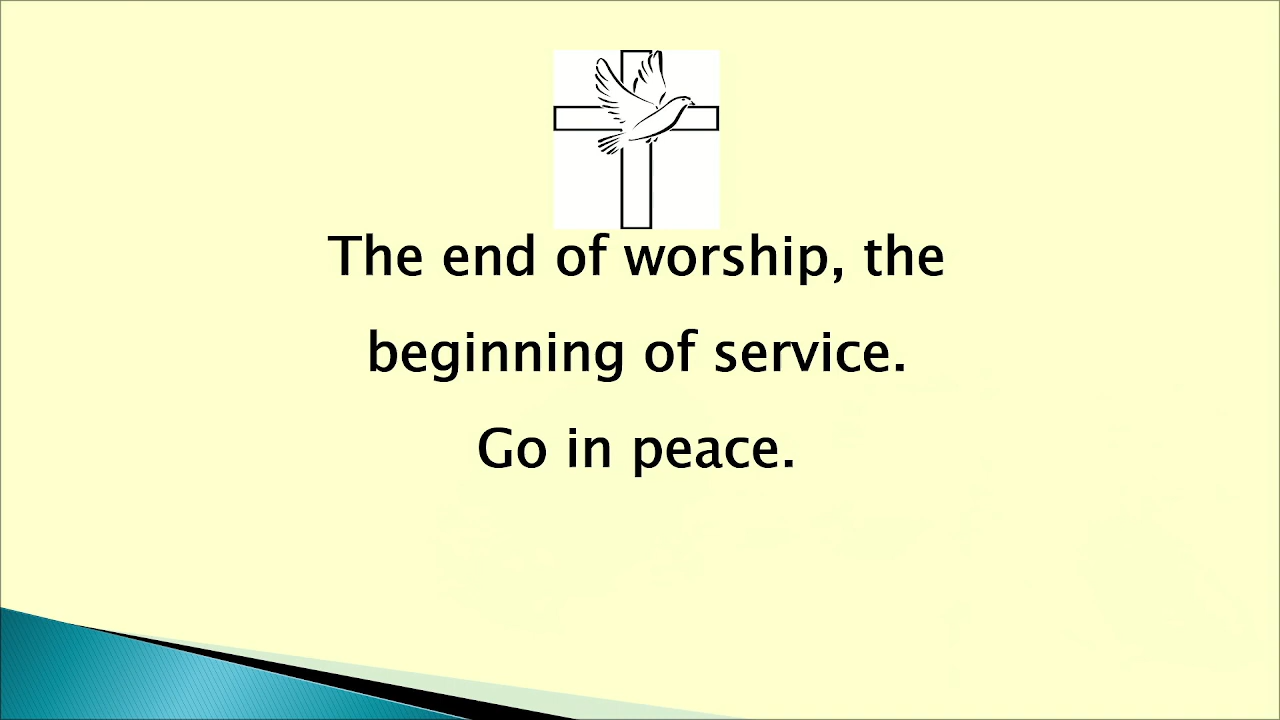 The end of worship, the
beginning of service.
Go in peace.